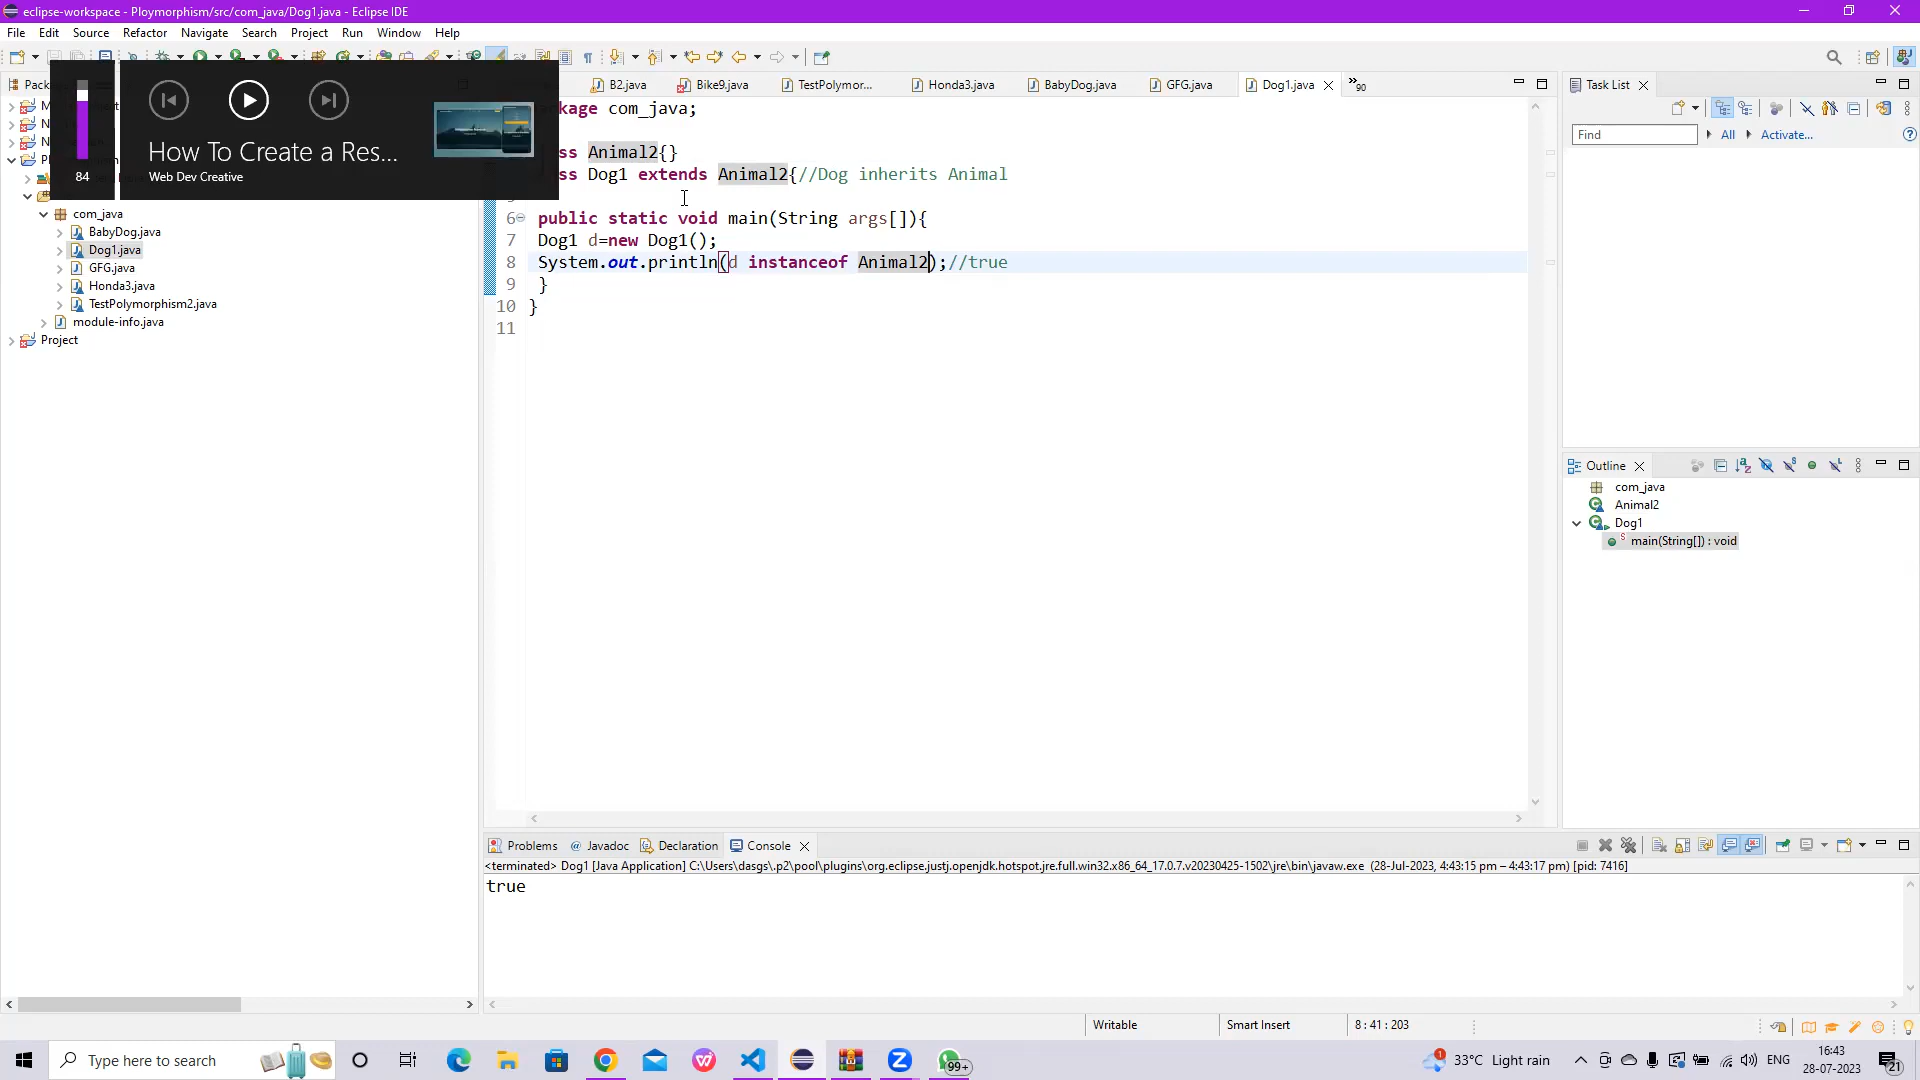 eclipse-workspace - Ploymorphism/src/com_java/Dog1.java - Eclipse IDE
File Edit Source Refactor Navigate Search Project Run Window Help
How To Create a Res...
Web Dev Creative
84
com_java
BabyDog.java
Dog1.java
GFG.java
Honda3.java
TestPolymorphism2.java
module-info.java
Project
B2.java Bike9.java TestPolymor... Honda3.java BabyDog.java GFG.java Dog1.java »90
package com_java;
Animal2{}
Dog1 extends Animal2{//Dog inherits Animal
6 public static void main(String args[]){
7 Dog1 d=new Dog1();
8 System.out.println(d instanceof Animal2);//true
9 }
10 }
11
Task List
Find All Activate...
Outline
com_java
Animal2
Dog1
main(String[]) : void
Problems Javadoc Declaration Console
<terminated> Dog1 [Java Application] C:\Users\dasgs\.p2\pool\plugins\org.eclipse.justj.openjdk.hotspot.jre.full.win32.x86_64_17.0.7.v20230425-1502\jre\bin\javaw.exe (28-Jul-2023, 4:43:15 pm – 4:43:17 pm) [pid: 7416]
true
Writable Smart Insert 8 : 41 : 203
Type here to search 99+ 33°C Light rain ENG 16:43
28-07-2023 21